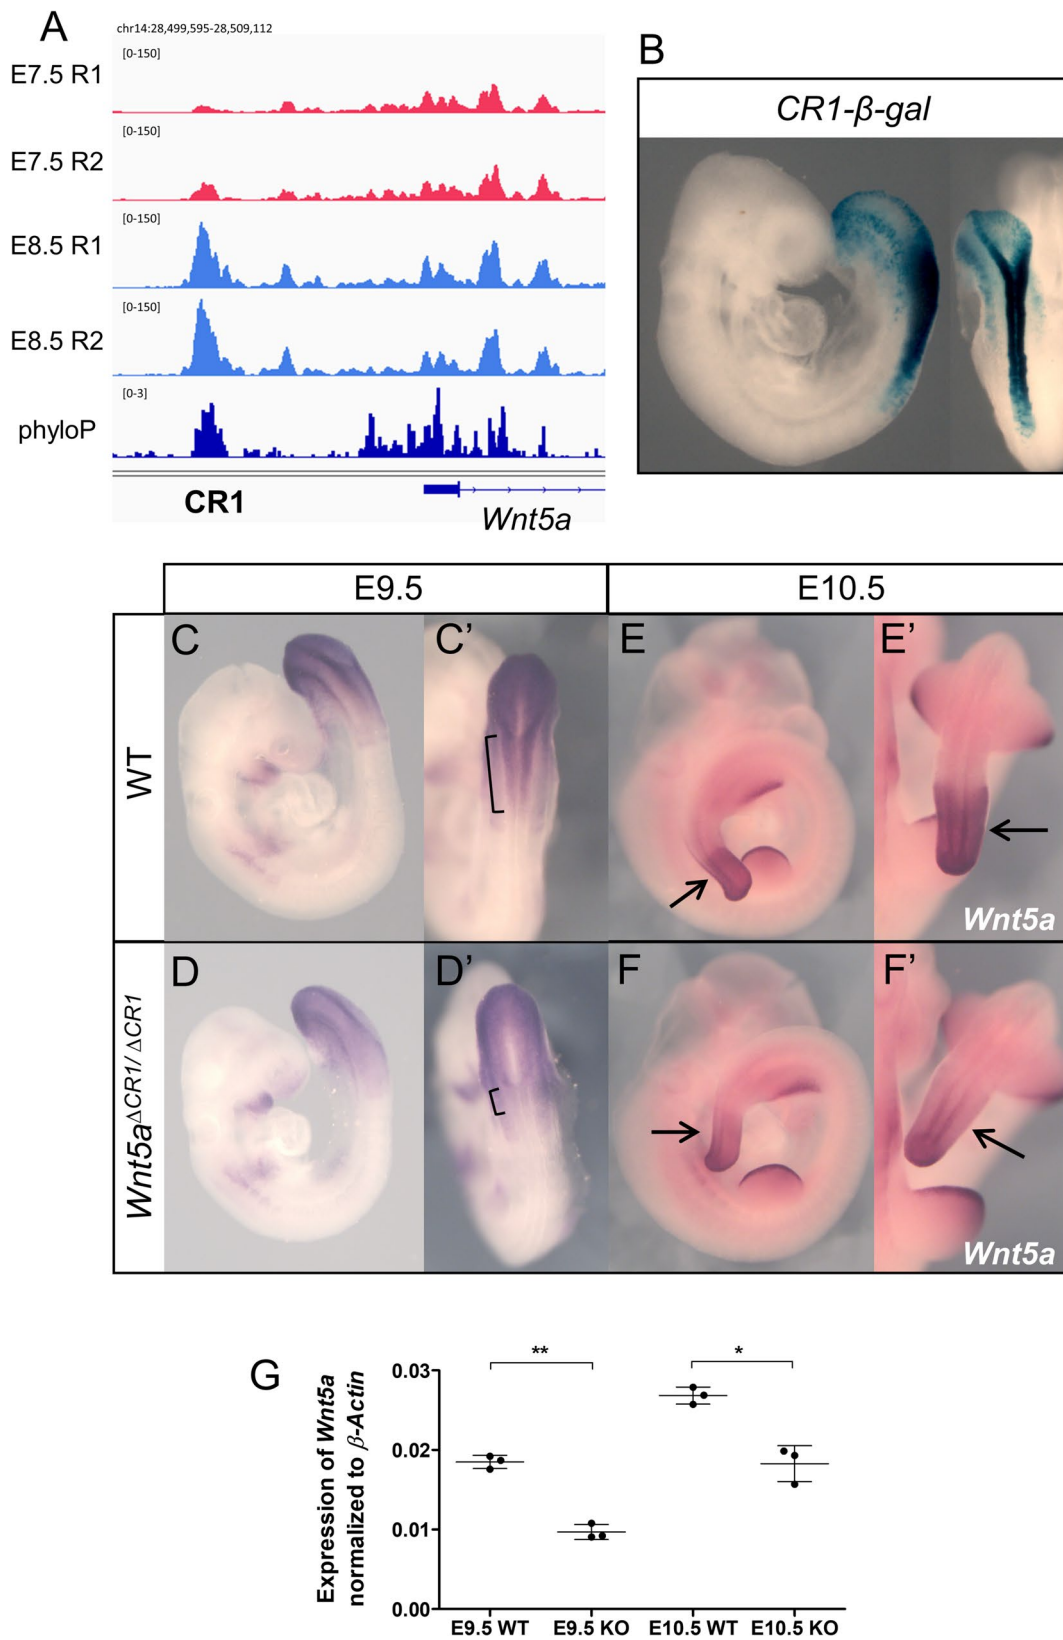 A
chr14:28,499,595-28,509,112
E7.5 R1
[0-150]
E7.5 R2
[0-150]
E8.5 R1
[0-150]
E8.5 R2
[0-150]
phyloP
[0-3]
CR1
Wnt5a
B
CR1-β-gal
E9.5
E10.5
WT
C
C’
E
E’
Wnt5a
Wnt5a ΔCR1/ ΔCR1
D
D’
F
F’
Wnt5a
G
Expression of Wnt5a
normalized to β-Actin
**
*
0.03
0.02
0.01
0.00
E9.5 WT
E9.5 KO
E10.5 WT
E10.5 KO